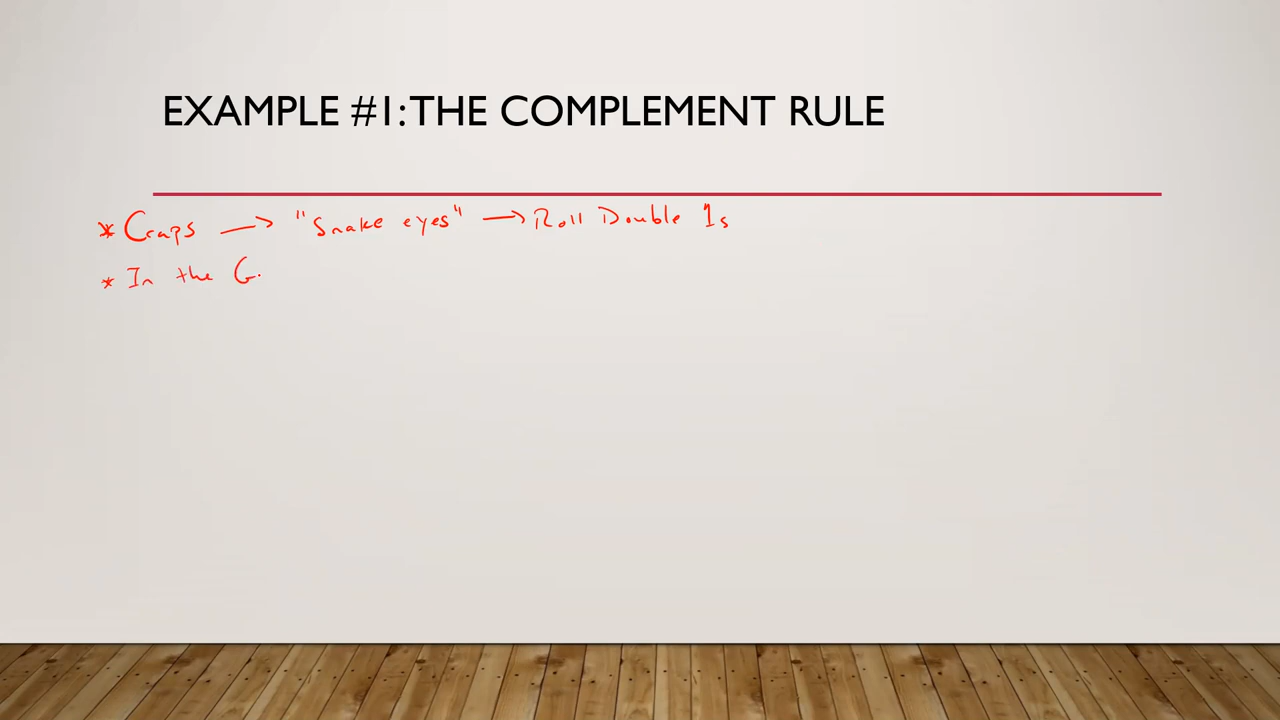 EXAMPLE #1: THE COMPLEMENT RULE
* Craps → "Snake eyes" → Roll Double 1s
* In the G